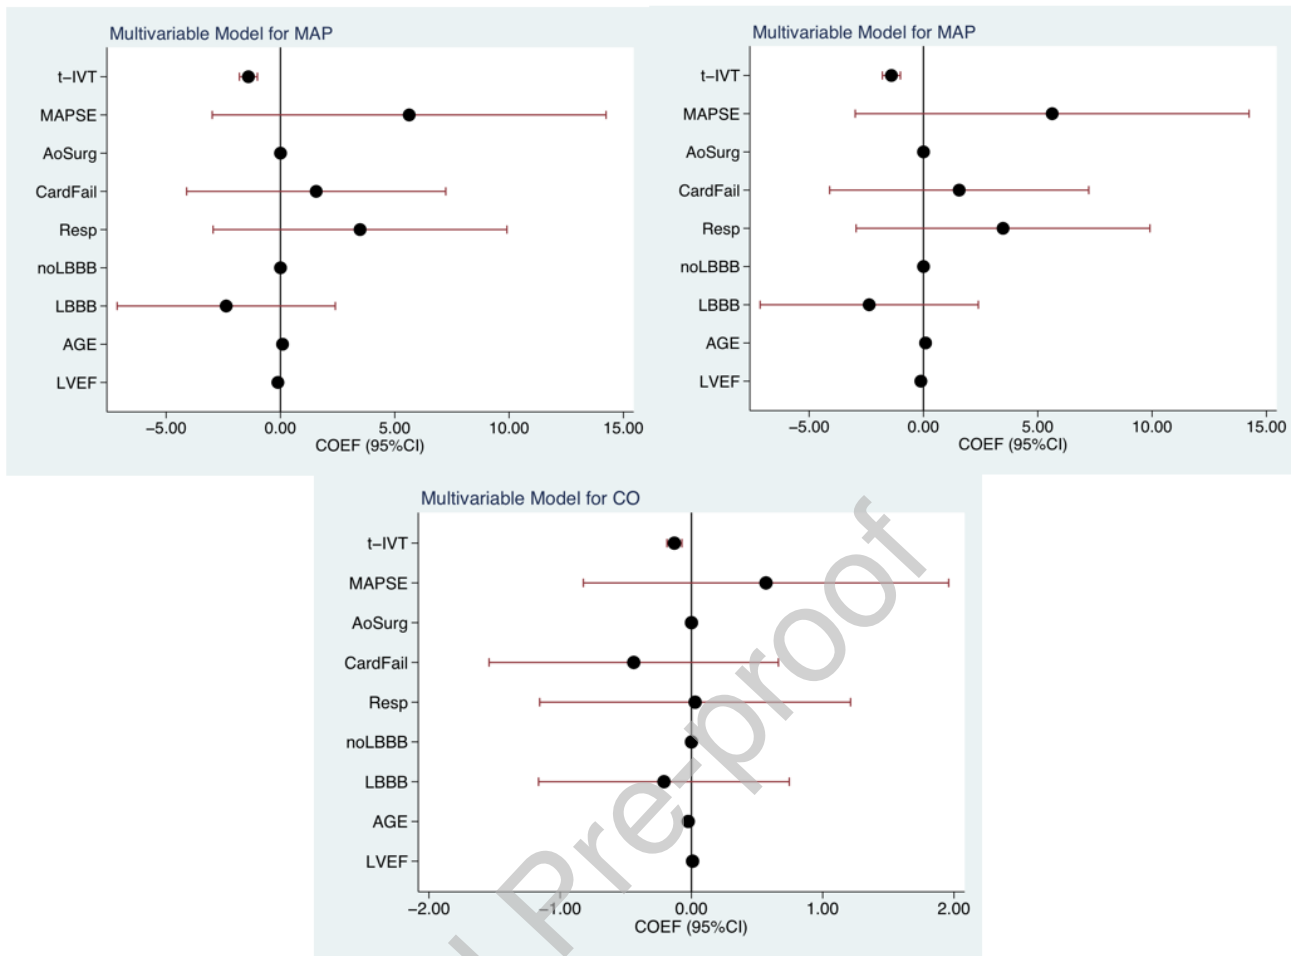 Multivariable Model for MAP
t–IVT
MAPSE
AoSurg
CardFail
Resp
noLBBB
LBBB
AGE
LVEF
−5.00 0.00 5.00 10.00 15.00
COEF (95%CI)
Multivariable Model for MAP
t–IVT
MAPSE
AoSurg
CardFail
Resp
noLBBB
LBBB
AGE
LVEF
−5.00 0.00 5.00 10.00 15.00
COEF (95%CI)
Multivariable Model for CO
t–IVT
MAPSE
AoSurg
CardFail
Resp
noLBBB
LBBB
AGE
LVEF
−2.00 −1.00 0.00 1.00 2.00
COEF (95%CI)
Pre-proof